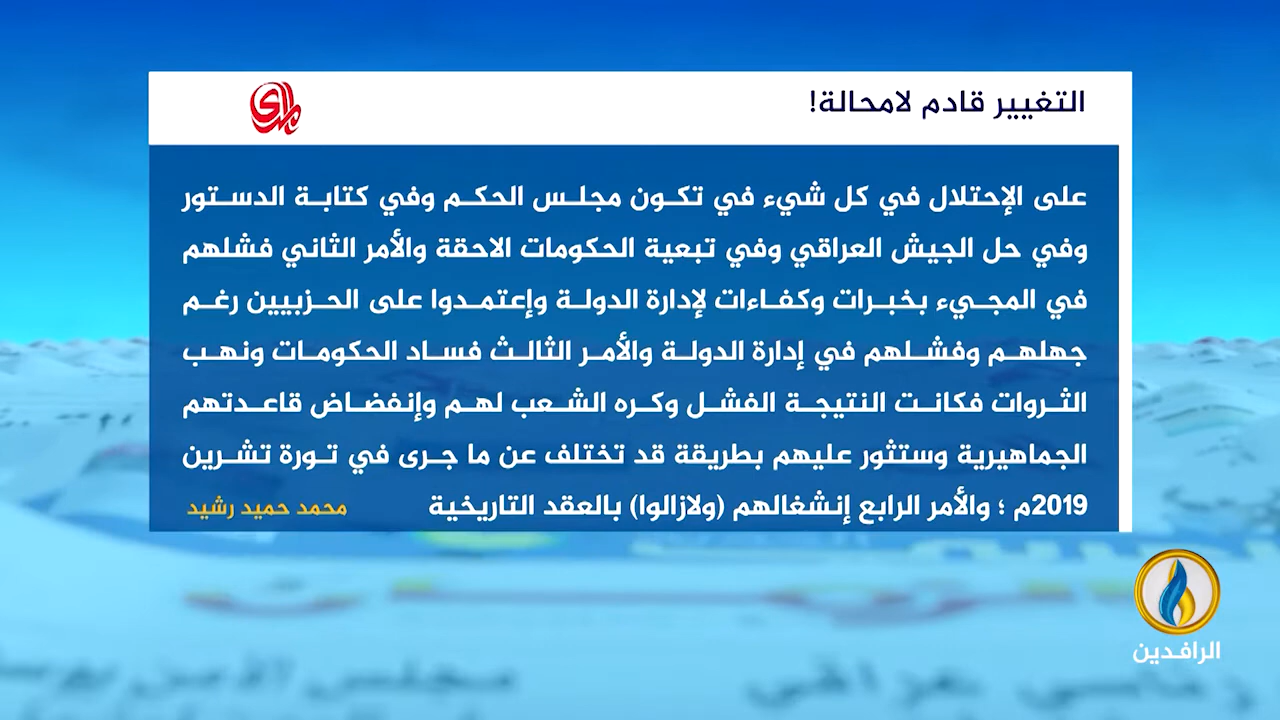 التغيير قادم لامحالة!
المدى
على الإحتلال في كل شيء في تكون مجلس الحكم وفي كتابة الدستور
وفي حل الجيش العراقي وفي تبعية الحكومات الاحقة والأمر الثاني فشلهم
في المجيء بخبرات وكفاءات لإدارة الدولة وإعتمدوا على الحزبيين رغم
جهلهم وفشلهم في إدارة الدولة والأمر الثالث فساد الحكومات ونهب
الثروات فكانت النتيجة الفشل وكره الشعب لهم وإنفضاض قاعدتهم
الجماهيرية وستثور عليهم بطريقة قد تختلف عن ما جرى في تورة تشرين
2019م ؛ والأمر الرابع إنشغالهم (ولازالوا) بالعقد التاريخية
محمد حميد رشيد
الرافدين
مجلس الأمن